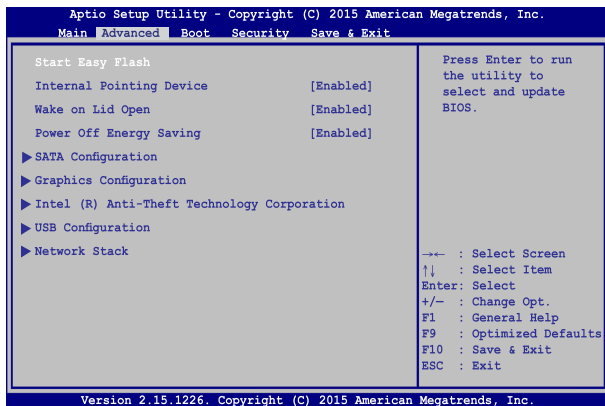 Aptio Setup Utility - Copyright (C) 2015 American Megatrends, Inc.
Main Advanced Boot Security Save & Exit
Start Easy Flash
Internal Pointing Device [Enabled]
Wake on Lid Open [Enabled]
Power Off Energy Saving [Enabled]
SATA Configuration
Graphics Configuration
Intel (R) Anti-Theft Technology Corporation
USB Configuration
Network Stack
Press Enter to run
the utility to
select and update
BIOS.
→← : Select Screen
↑↓ : Select Item
Enter: Select
+/— : Change Opt.
F1 : General Help
F9 : Optimized Defaults
F10 : Save & Exit
ESC : Exit
Version 2.15.1226. Copyright (C) 2015 American Megatrends, Inc.